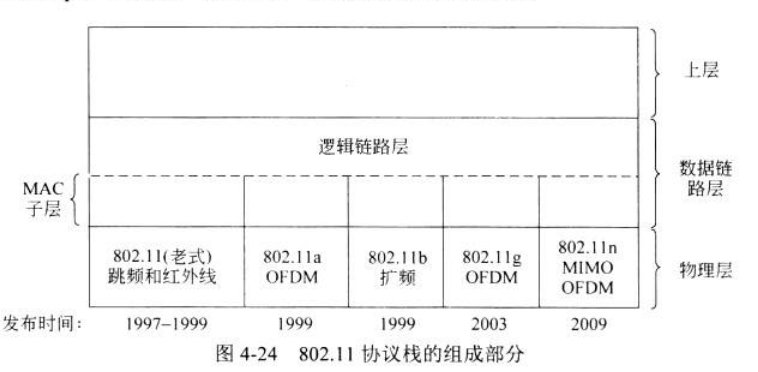 上层
逻辑链路层
数据链
路层
MAC
子层
802.11(老式)
跳频和红外线
802.11a
OFDM
802.11b
扩频
802.11g
OFDM
802.11n
MIMO
OFDM
物理层
发布时间: 1997–1999 1999 1999 2003 2009
图 4-24 802.11 协议栈的组成部分